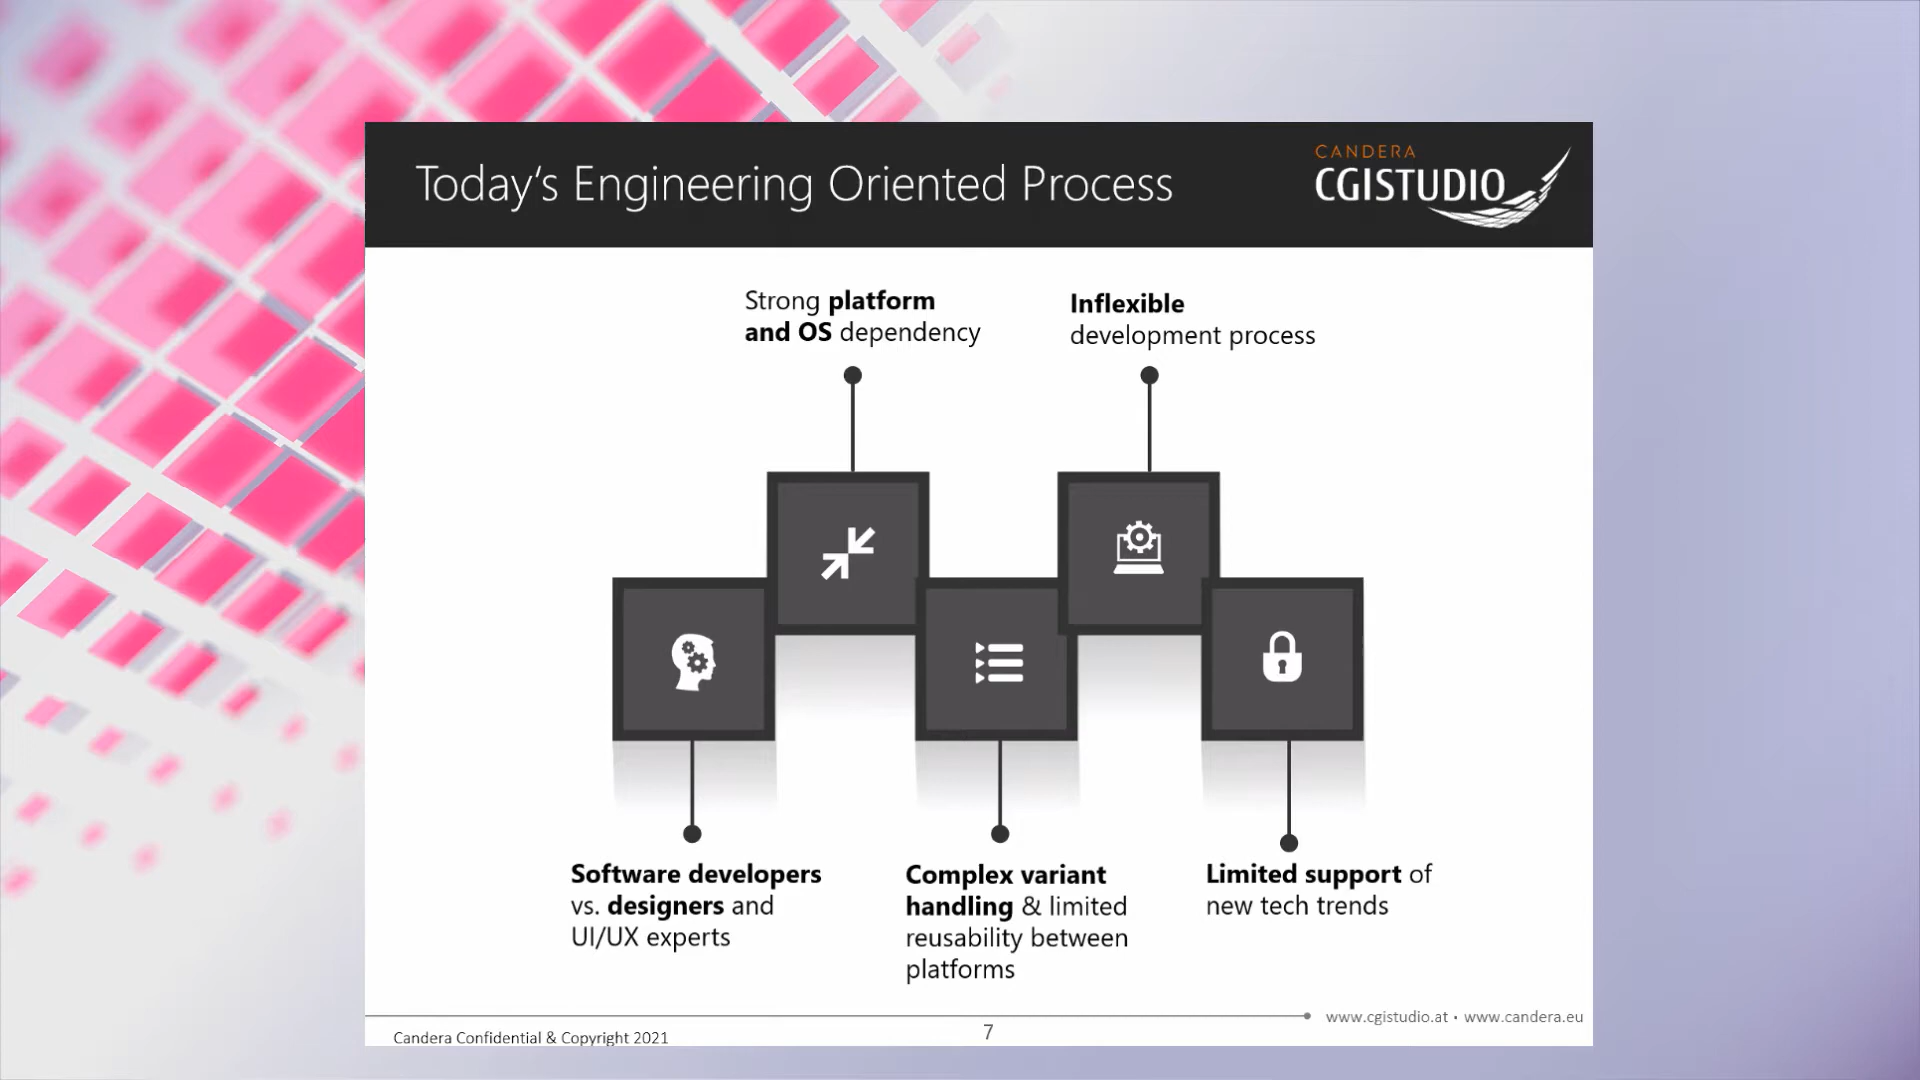 Today‘s Engineering Oriented Process
CANDERA
CGISTUDIO
Strong platform
and OS dependency
Inflexible
development process
Software developers
vs. designers and
UI/UX experts
Complex variant
handling & limited
reusability between
platforms
Limited support of
new tech trends
www.cgistudio.at • www.candera.eu
Candera Confidential & Copyright 2021
7